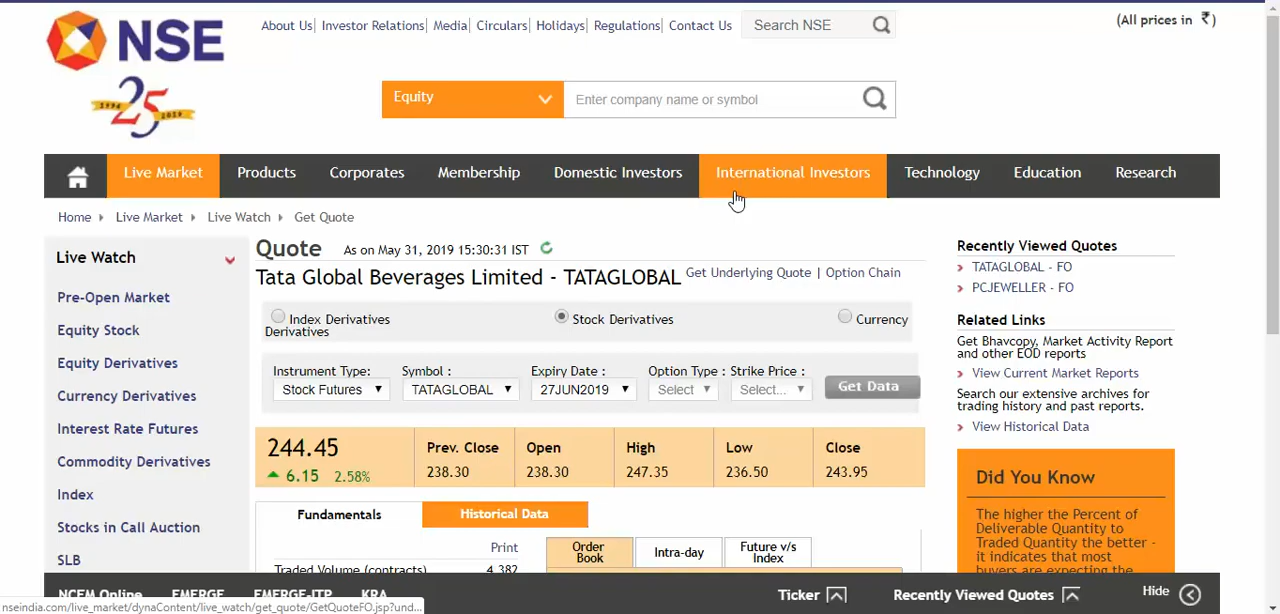 About Us| Investor Relations| Media| Circulars| Holidays| Regulations| Contact Us
Search NSE
(All prices in ₹)
NSE
1994 25 2019
Equity
Enter company name or symbol
Live Market Products Corporates Membership Domestic Investors International Investors Technology Education Research
Home Live Market Live Watch Get Quote
Live Watch
Pre-Open Market
Equity Stock
Equity Derivatives
Currency Derivatives
Interest Rate Futures
Commodity Derivatives
Index
Stocks in Call Auction
SLB
Quote As on May 31, 2019 15:30:31 IST
Tata Global Beverages Limited - TATAGLOBAL Get Underlying Quote | Option Chain
Index Derivatives Stock Derivatives Currency
Derivatives
Instrument Type: Symbol : Expiry Date : Option Type : Strike Price :
Stock Futures TATAGLOBAL 27JUN2019 Select Select... Get Data
244.45 Prev. Close Open High Low Close
6.15 2.58% 238.30 238.30 247.35 236.50 243.95
Fundamentals Historical Data
Print
Traded Volume (contracts) 4,382
Order
Book
Intra-day
Future v/s
Index
Recently Viewed Quotes
TATAGLOBAL - FO
PCJEWELLER - FO
Related Links
Get Bhavcopy, Market Activity Report
and other EOD reports
View Current Market Reports
Search our extensive archives for
trading history and past reports.
View Historical Data
Did You Know
The higher the Percent of
Deliverable Quantity to
Traded Quantity the better -
it indicates that most
buyers are expecting the
NCFM Online EMERGE EMERGE-ITP KRA Ticker Recently Viewed Quotes Hide
nseindia.com/live_market/dynaContent/live_watch/get_quote/GetQuoteFO.jsp?und...